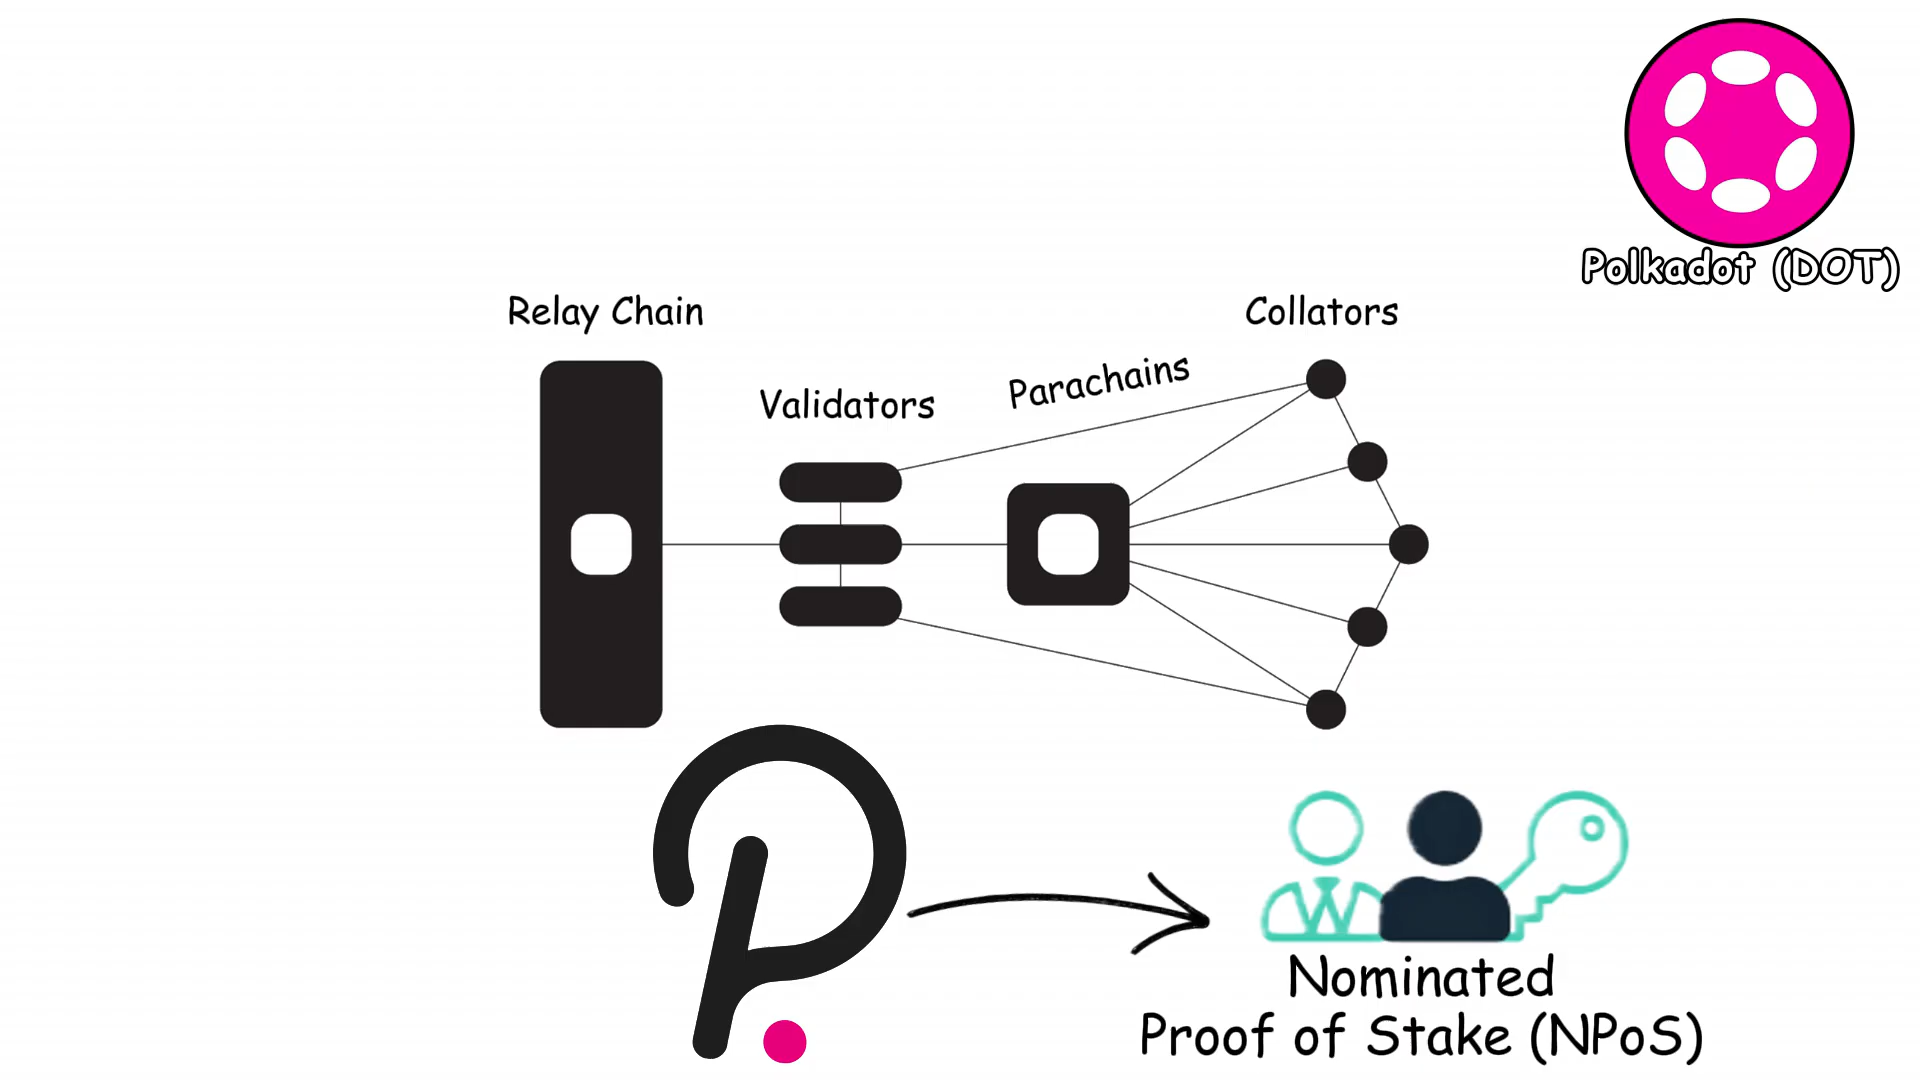 Polkadot (DOT)
Relay Chain
Collators
Parachains
Validators
Nominated
Proof of Stake (NPoS)